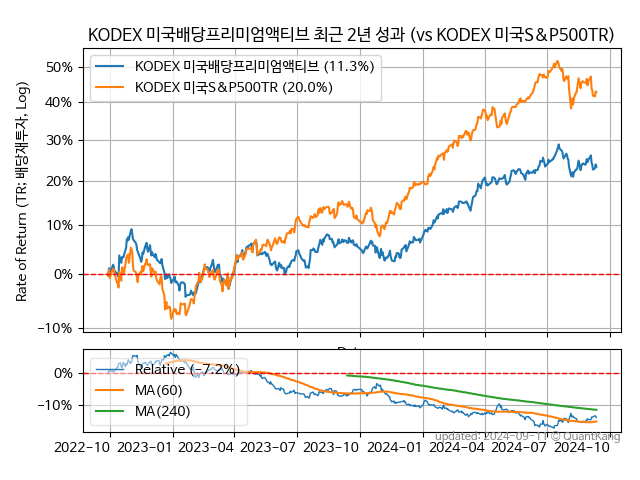 KODEX 미국배당프리미엄액티브 최근 2년 성과 (vs KODEX 미국S&P500TR)
Rate of Return (TR: 배당재투자, Log)
50%
40%
30%
20%
10%
0%
−10%
KODEX 미국배당프리미엄액티브 (11.3%)
KODEX 미국S&P500TR (20.0%)
0%
−10%
Relative (−7.2%)
MA(60)
MA(240)
updated: 2024-09-11 © QuantKang
2022-10 2023-01 2023-04 2023-07 2023-10 2024-01 2024-04 2024-07 2024-10